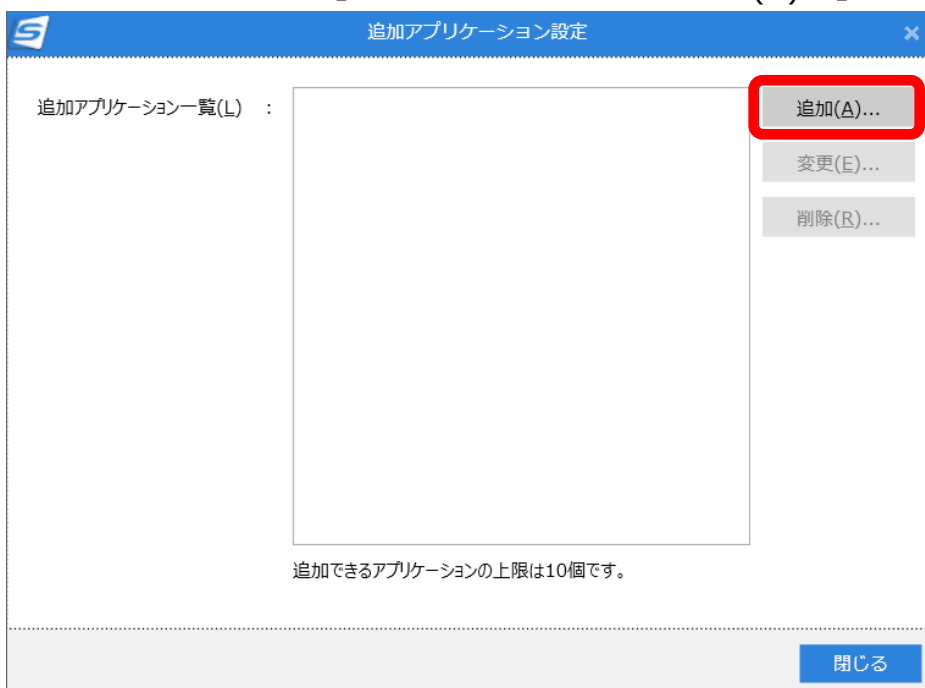 追加アプリケーション設定
追加アプリケーション一覧(L) :
追加(A)...
変更(E)...
削除(R)...
追加できるアプリケーションの上限は10個です。
閉じる